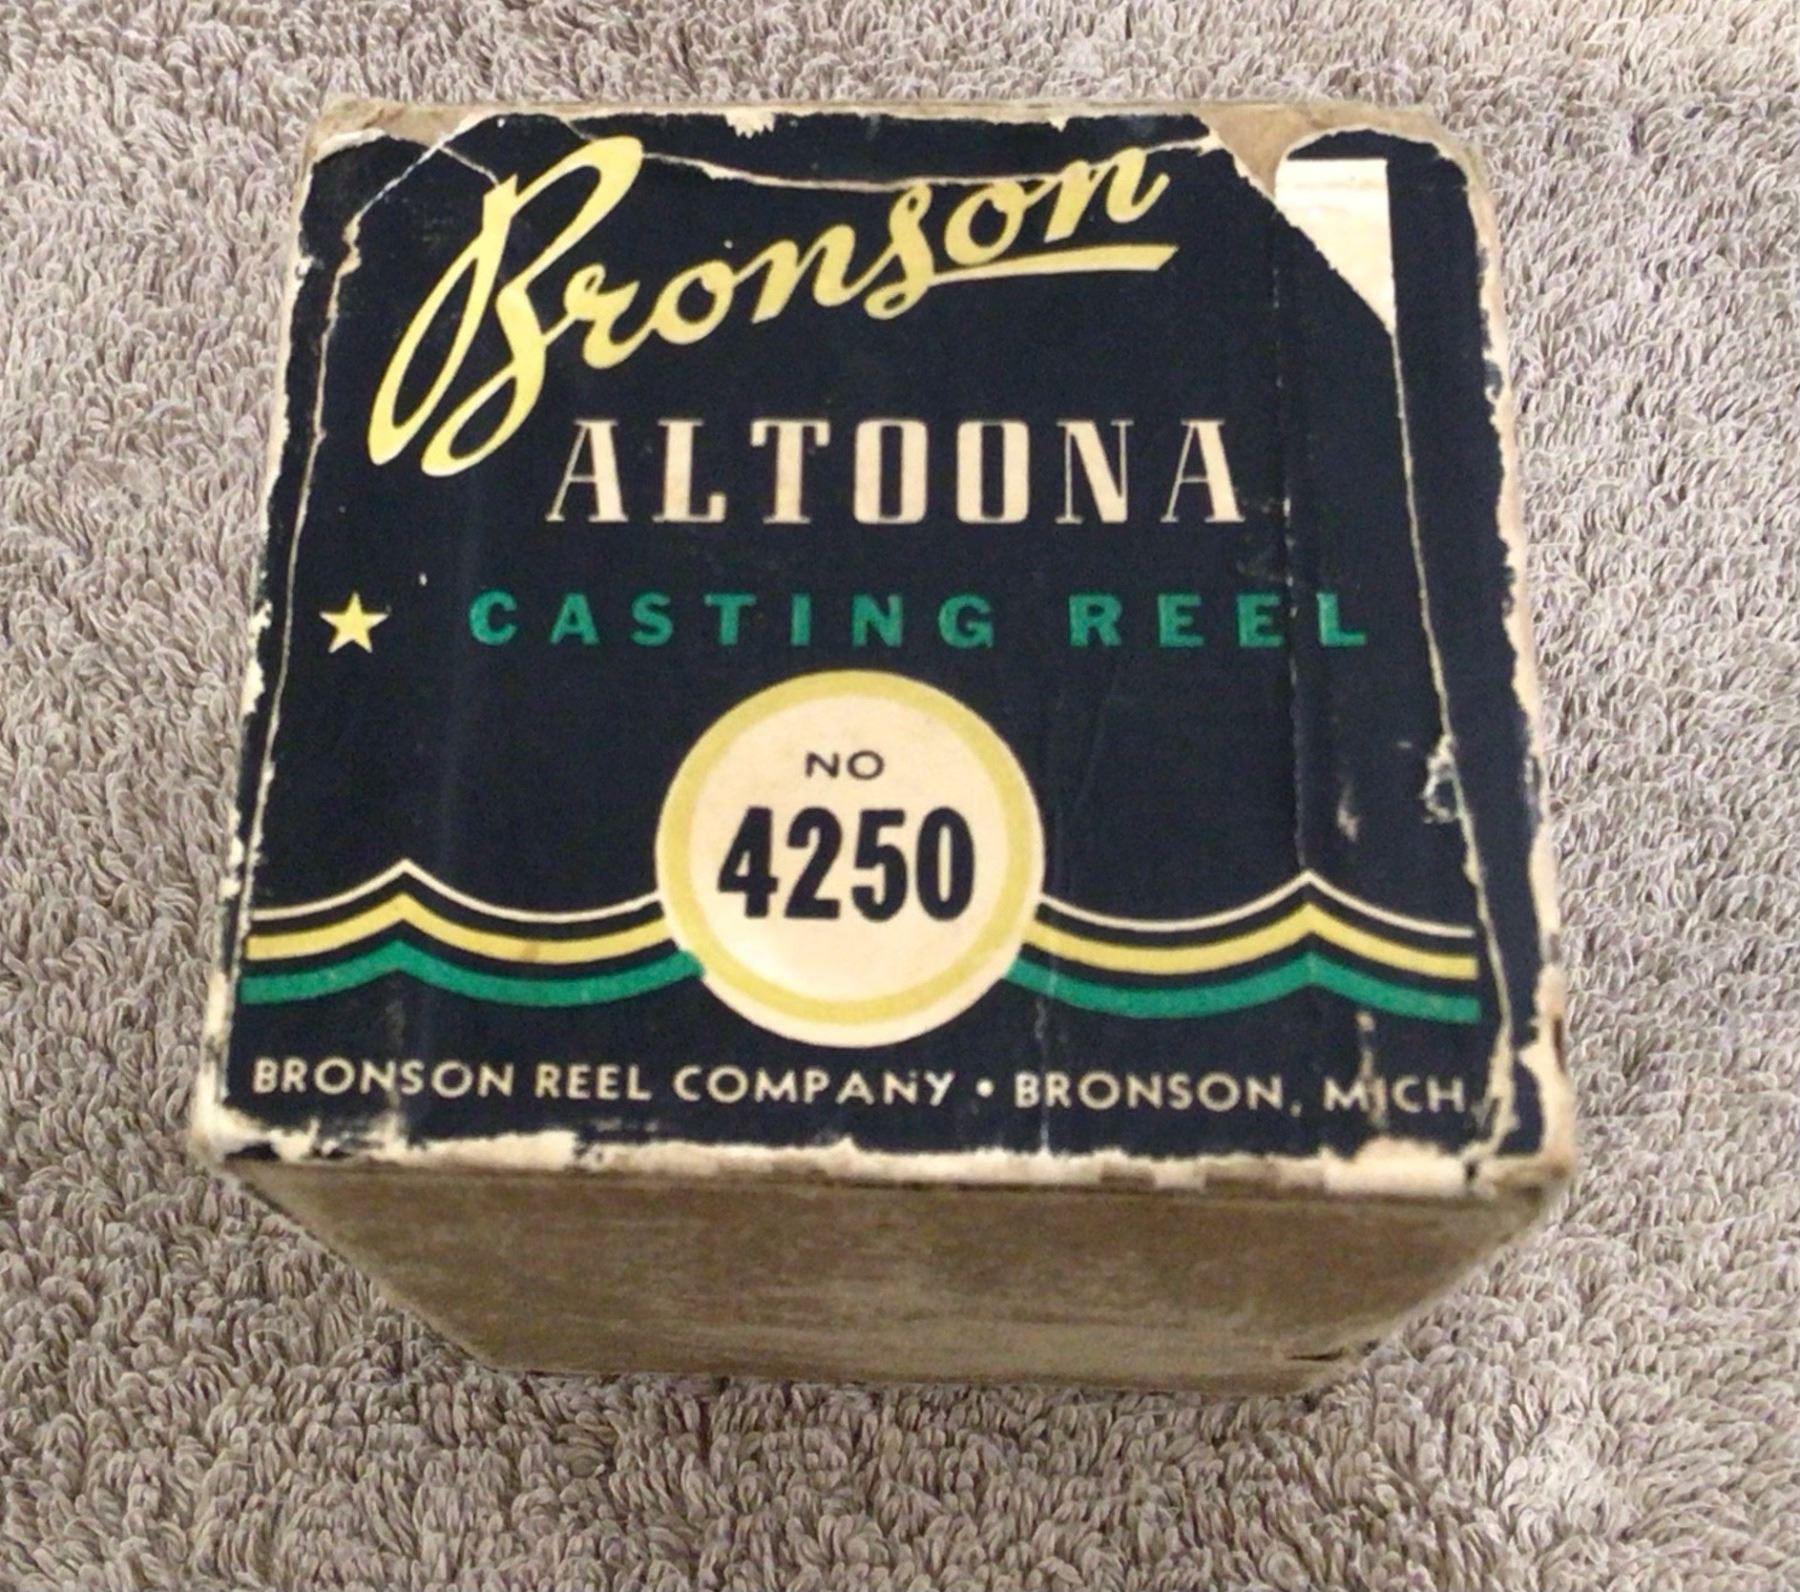 Bronson
ALTOONA
CASTING REEL
NO
4250
BRONSON REEL COMPANY • BRONSON, MICH.